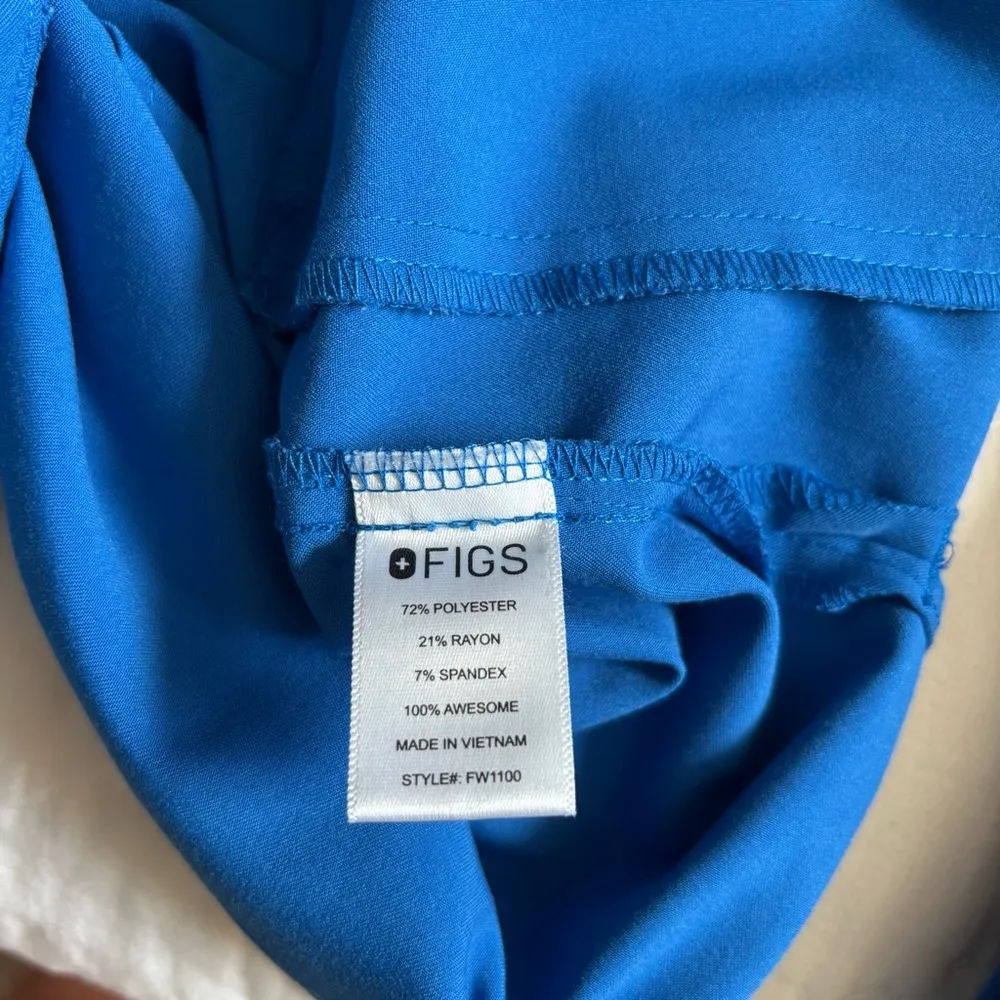 FIGS
72% POLYESTER
21% RAYON
7% SPANDEX
100% AWESOME
MADE IN VIETNAM
STYLE#: FW1100